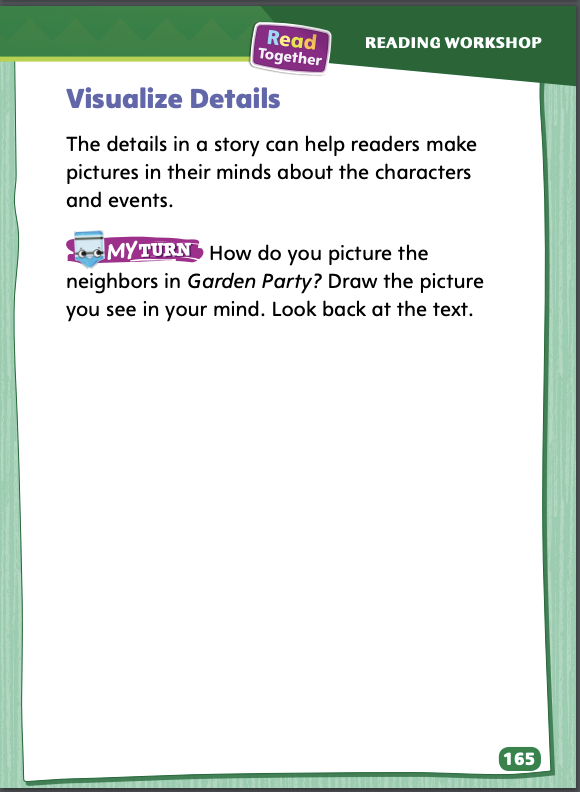 Read
Together
READING WORKSHOP
Visualize Details
The details in a story can help readers make
pictures in their minds about the characters
and events.
MY TURN How do you picture the
neighbors in Garden Party? Draw the picture
you see in your mind. Look back at the text.
165